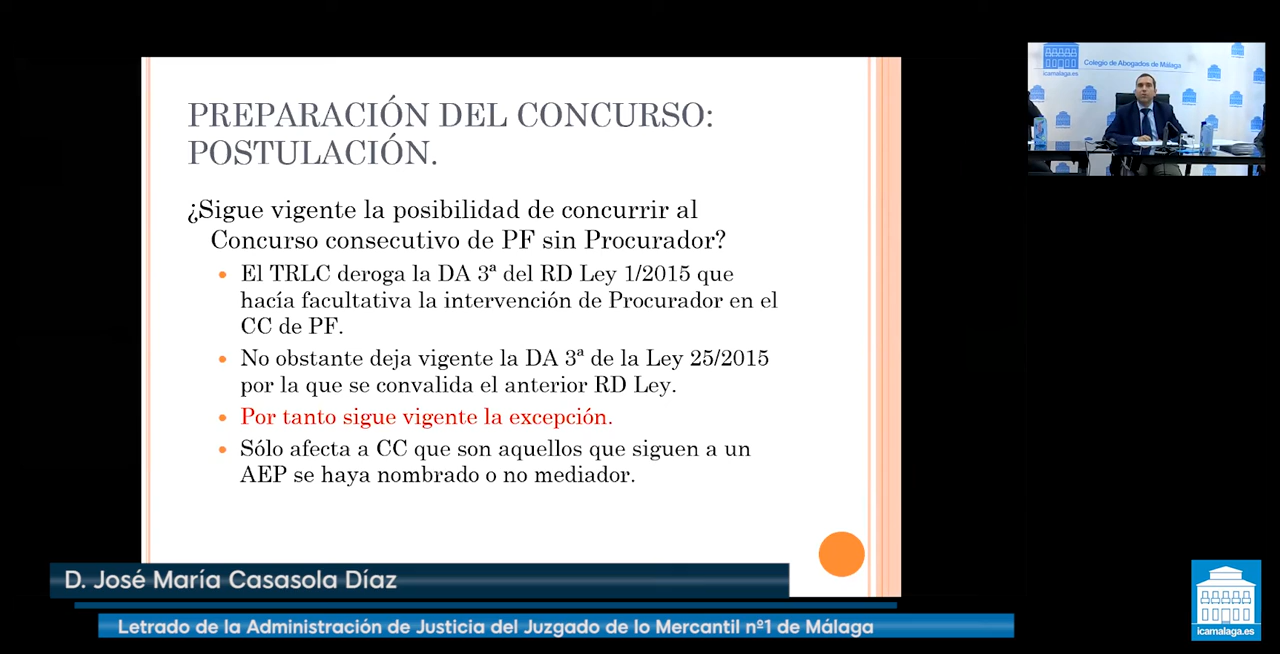 PREPARACIÓN DEL CONCURSO:
POSTULACIÓN.
¿Sigue vigente la posibilidad de concurrir al
Concurso consecutivo de PF sin Procurador?
El TRLC deroga la DA 3ª del RD Ley 1/2015 que
hacía facultativa la intervención de Procurador en el
CC de PF.
No obstante deja vigente la DA 3ª de la Ley 25/2015
por la que se convalida el anterior RD Ley.
Por tanto sigue vigente la excepción.
Sólo afecta a CC que son aquellos que siguen a un
AEP se haya nombrado o no mediador.
Colegio de Abogados de Málaga
icamalaga.es
D. José María Casasola Díaz
Letrado de la Administración de Justicia del Juzgado de lo Mercantil nº1 de Málaga
icamalaga.es